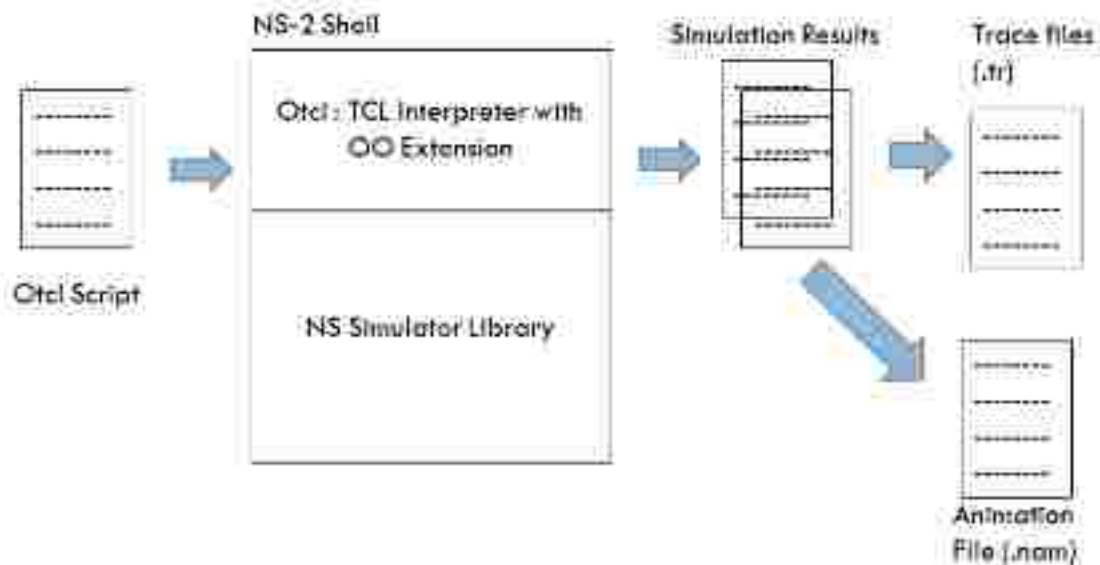 NS-2 Shell
Simulation Results
Trace files
(.tr)
Otcl : TCL Interpreter with
OO Extension
Otcl Script
NS Simulator Library
Animation
File (.nam)